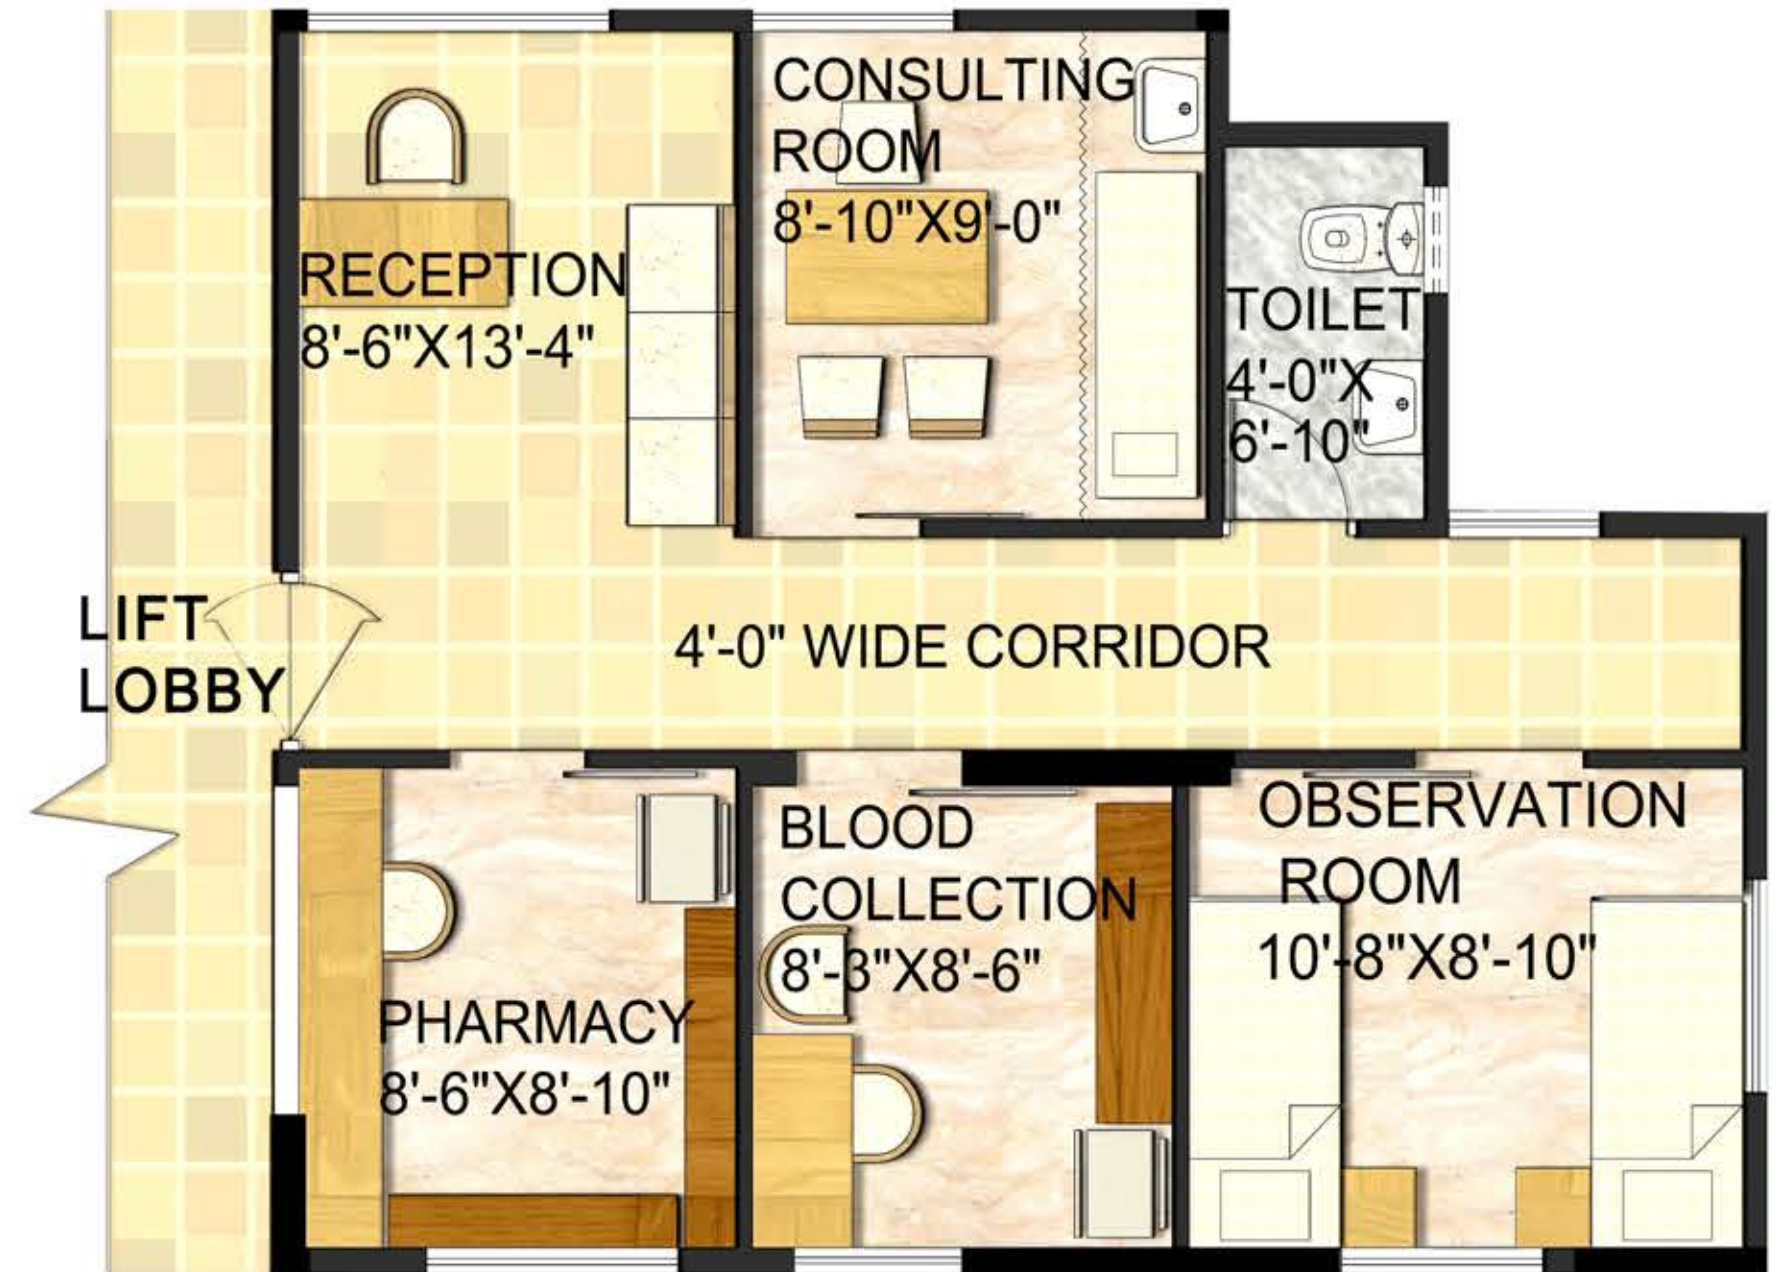 CONSULTING
ROOM
8'-10"X9'-0"
RECEPTION
8'-6"X13'-4"
TOILET
4'-0"X
6'-10"
LIFT
LOBBY
4'-0" WIDE CORRIDOR
PHARMACY
8'-6"X8'-10"
BLOOD
COLLECTION
8'-3"X8'-6"
OBSERVATION
ROOM
10'-8"X8'-10"